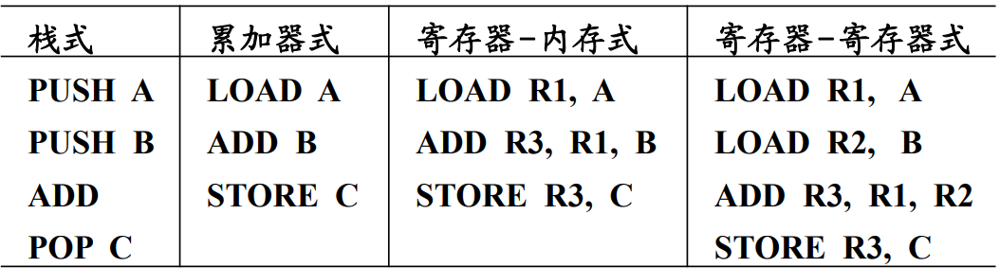 栈式 累加器式 寄存器-内存式 寄存器-寄存器式
PUSH A LOAD A LOAD R1, A LOAD R1, A
PUSH B ADD B ADD R3, R1, B LOAD R2, B
ADD STORE C STORE R3, C ADD R3, R1, R2
POP C STORE R3, C